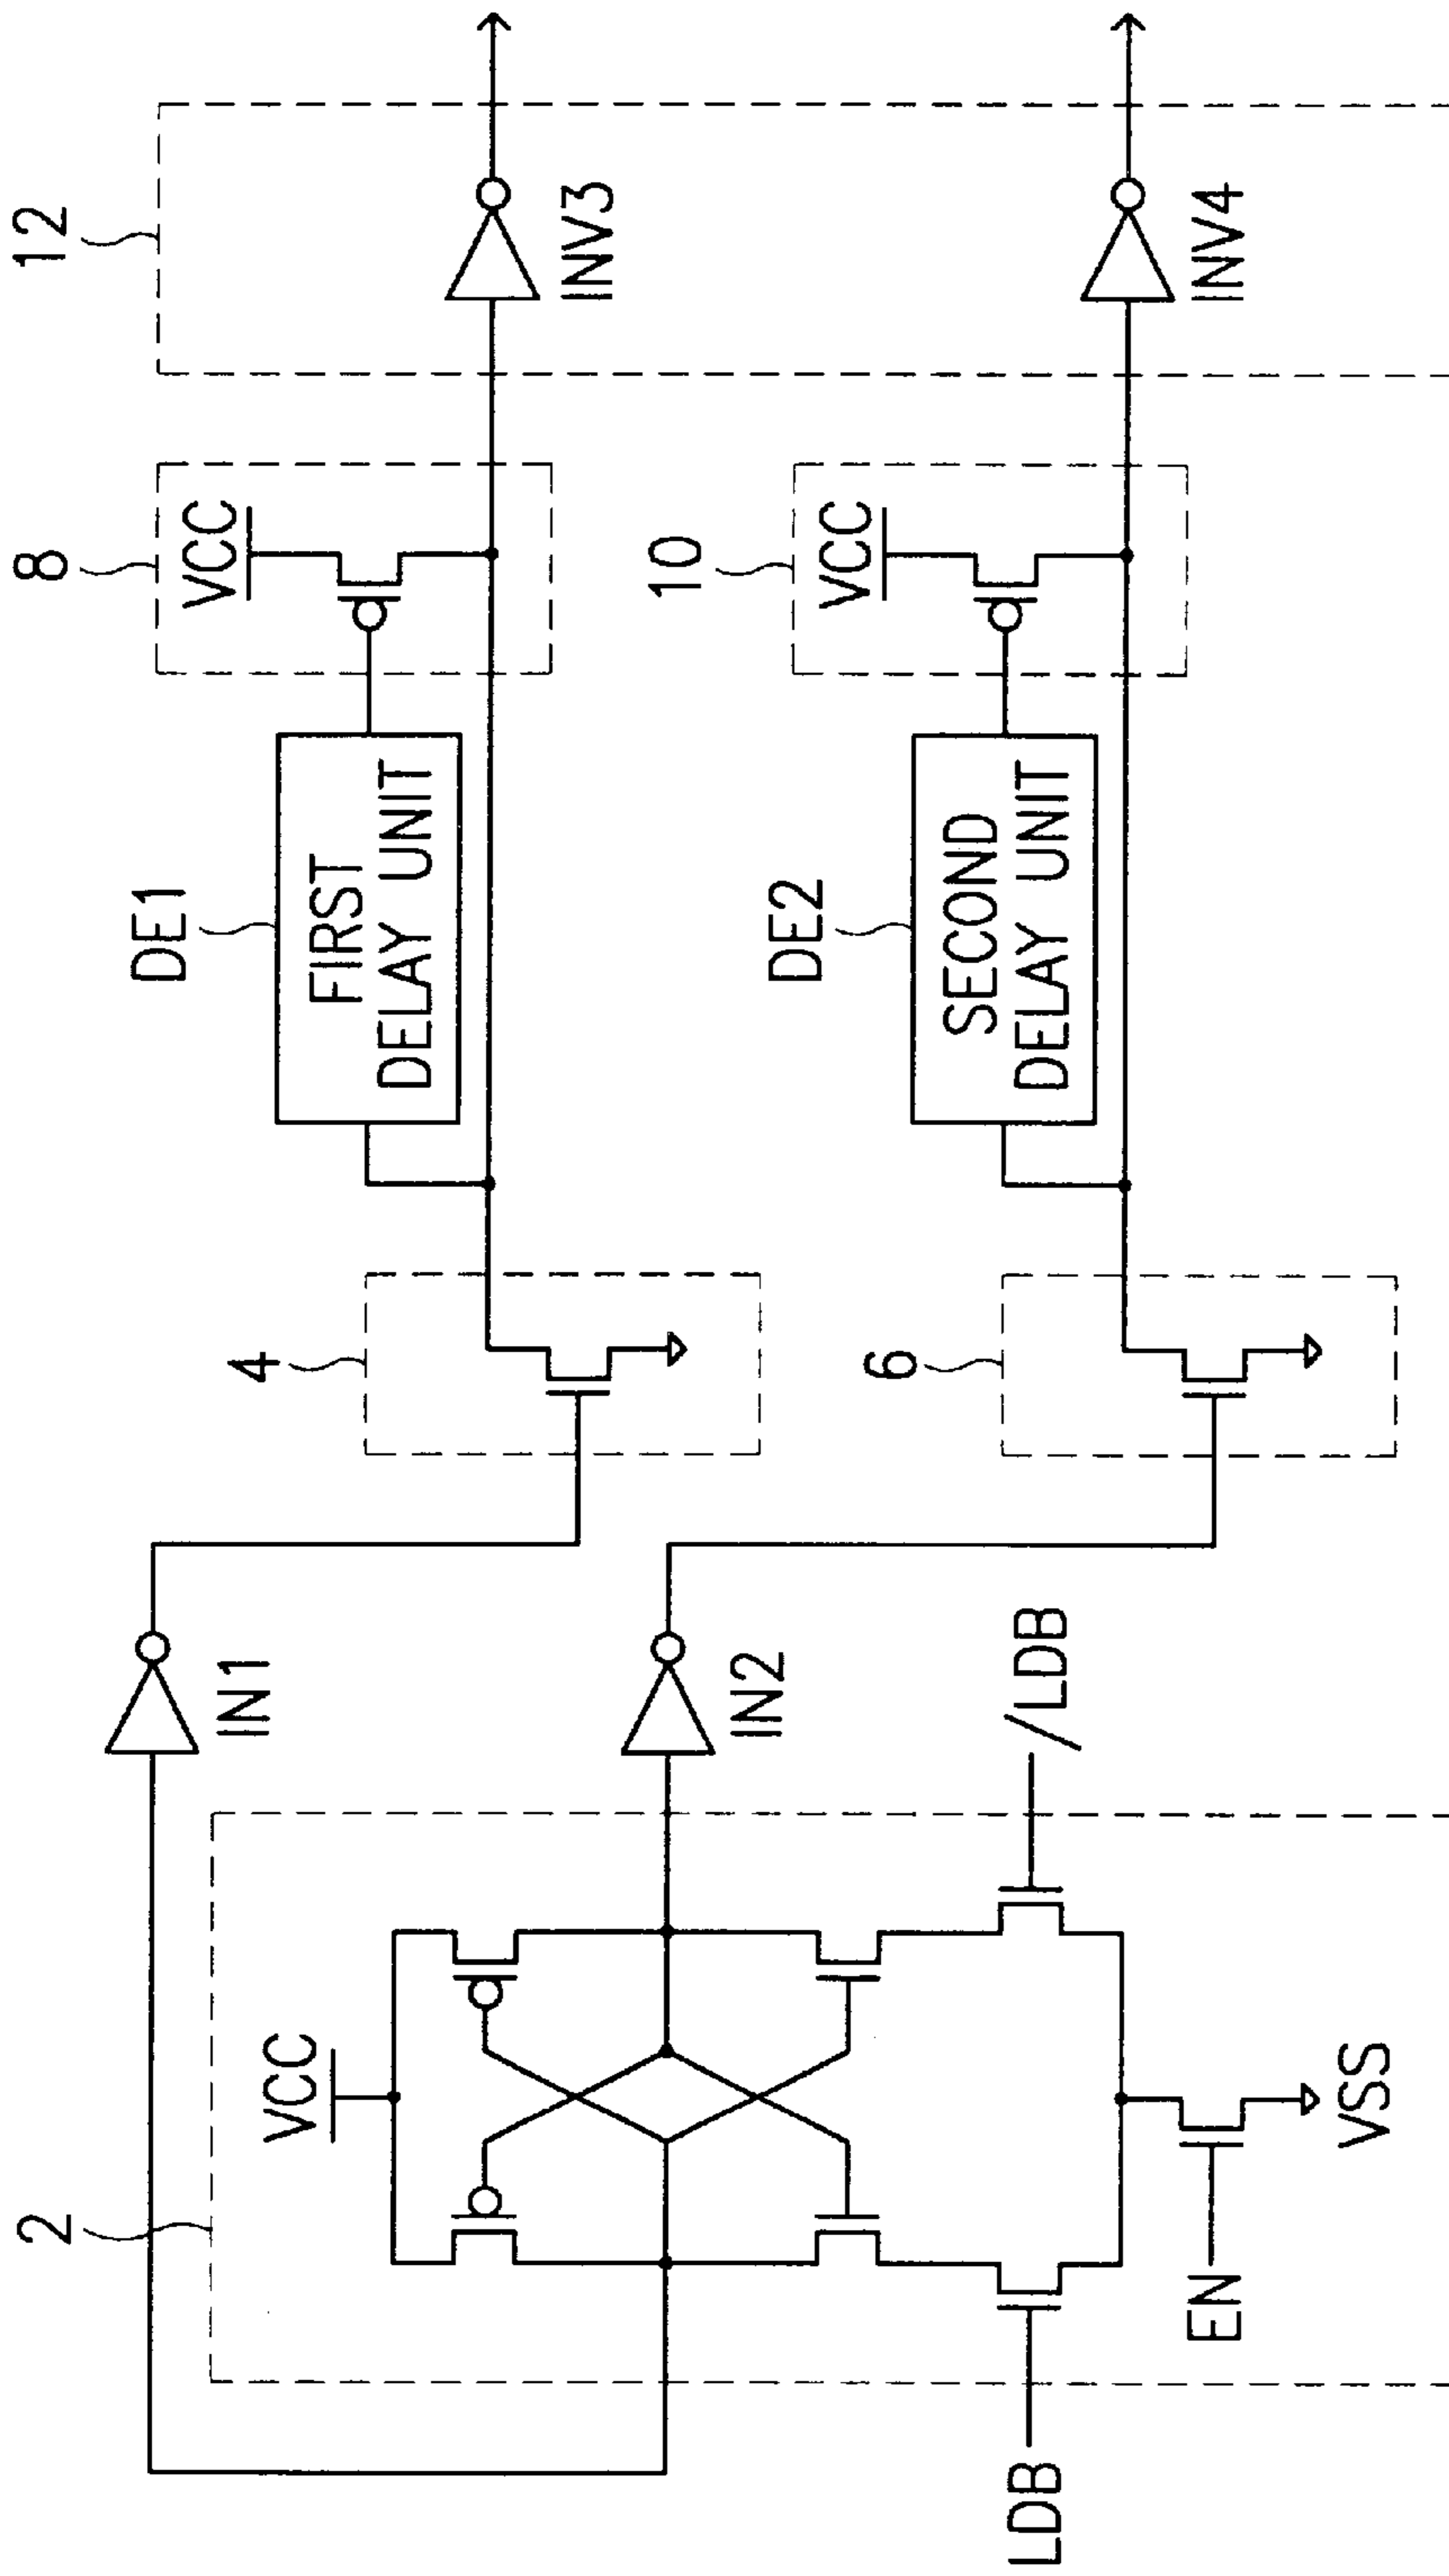 2
VCC
LDB
EN
VSS
/LDB
IN1
IN2
4
6
DE1
FIRST
DELAY UNIT
DE2
SECOND
DELAY UNIT
8
VCC
10
VCC
12
INV3
INV4